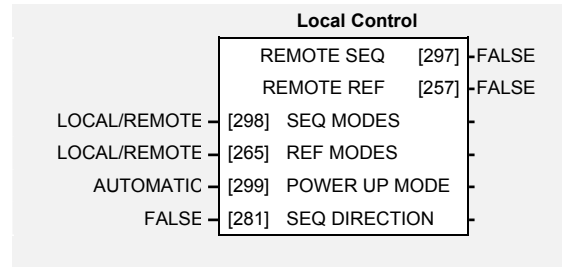 Local Control
REMOTE SEQ [297] FALSE
REMOTE REF [257] FALSE
LOCAL/REMOTE [298] SEQ MODES
LOCAL/REMOTE [265] REF MODES
AUTOMATIC [299] POWER UP MODE
FALSE [281] SEQ DIRECTION